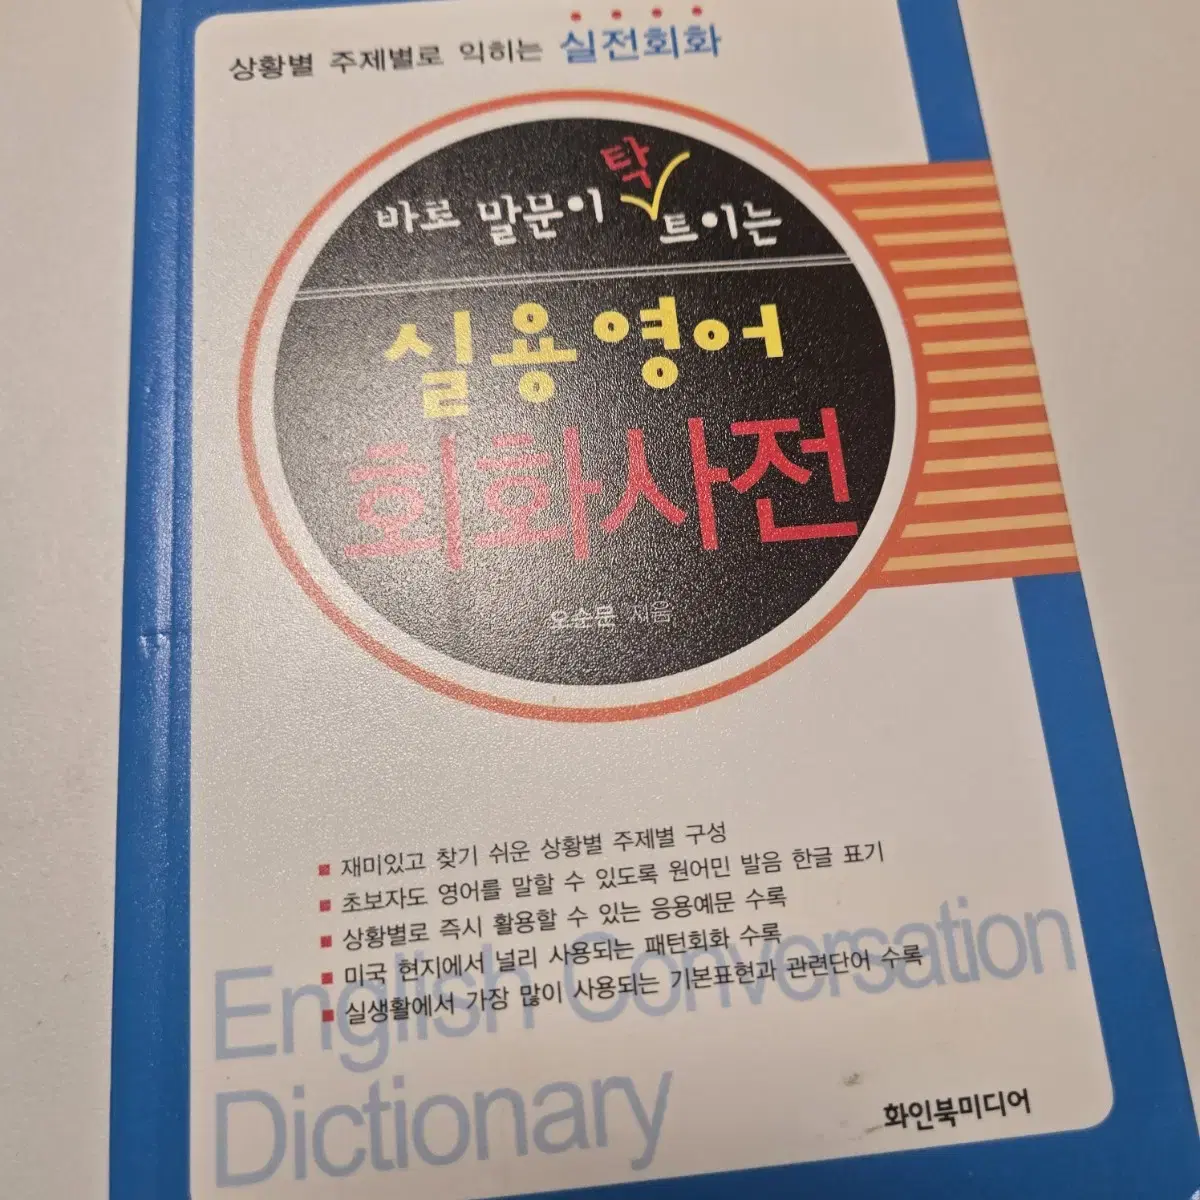 상황별 주제별로 익히는 실전회화
바로 말문이 탁 트이는
실용영어
회화사전
지음
재미있고 찾기 쉬운 상황별 주제별 구성
초보자도 영어를 말할 수 있도록 원어민 발음 한글 표기
상황별로 즉시 활용할 수 있는 응용예문 수록
미국 현지에서 널리 사용되는 패턴회화 수록
실생활에서 가장 많이 사용되는 기본표현과 관련단어 수록
English Conversation
Dictionary
화인북미디어